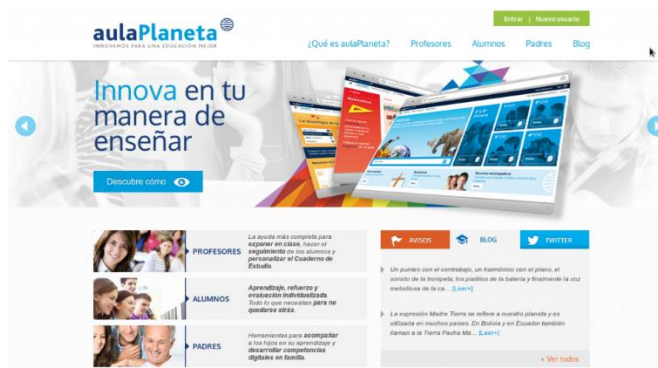 Entrar | Nuevo usuario
aulaPlaneta
INNOVAMOS PARA UNA EDUCACIÓN MEJOR
¿Qué es aulaPlaneta? Profesores Alumnos Padres Blog
Innova en tu
manera de
enseñar
Descubre cómo
PROFESORES
La ayuda más completa para
exponer en clase, hacer el
seguimiento de los alumnos y
personalizar el Cuaderno de
Estudio.
ALUMNOS
Aprendizaje, refuerzo y
evaluación individualizada.
Todo lo que necesitan para no
quedarse atrás.
PADRES
Herramientas para acompañar
a los hijos en su aprendizaje y
desarrollar competencias
digitales en familia.
AVISOS BLOG TWITTER
Un punteo con el contrabajo, un harmónico con el piano, el
sonido de la trompeta, los platillos de la batería y finalmente la voz
melodiosa de la ca... [Leer+]
La expresión Madre Tierra se refiere a nuestro planeta y es
utilizada en muchos países. En Bolivia y en Ecuador también
llaman a la Tierra Pacha Ma... [Leer+]
+ Ver todos